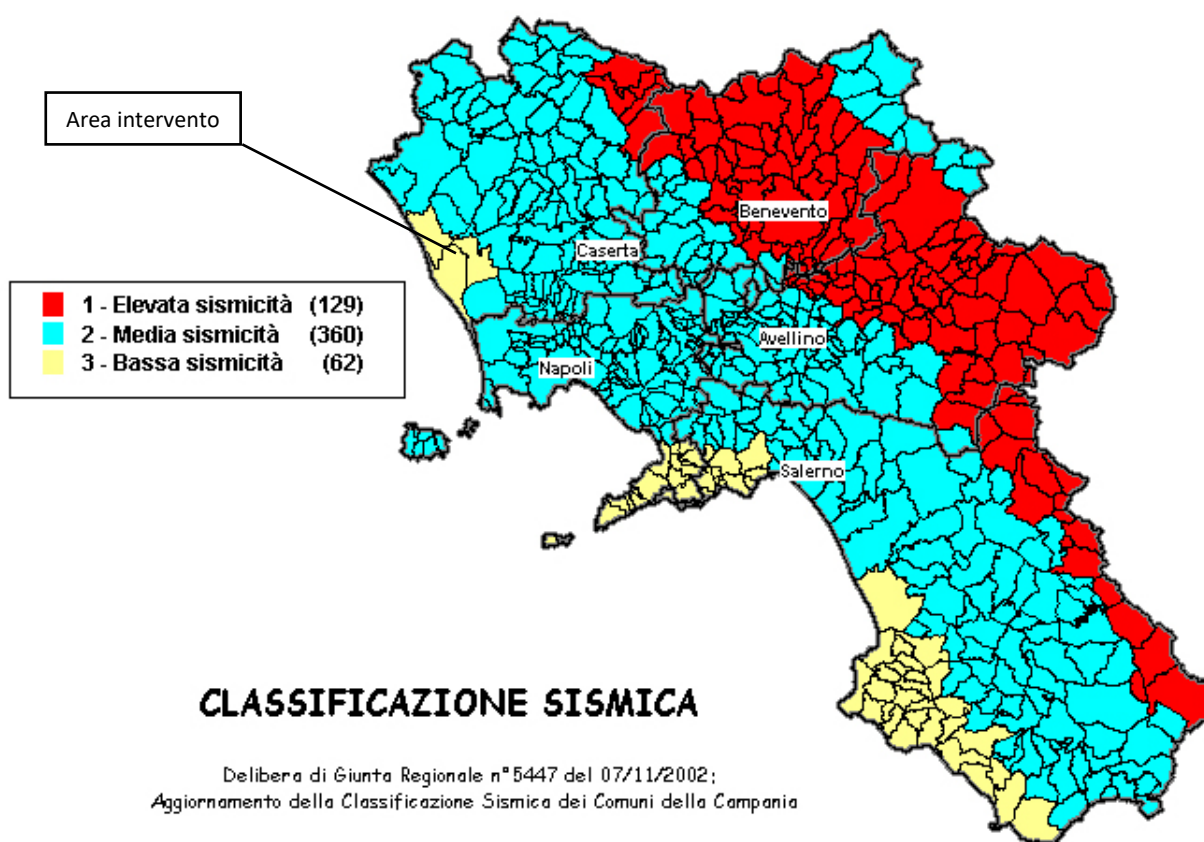 Area intervento
Benevento
Caserta
1 - Elevata sismicità (129)
2 - Media sismicità (360)
3 - Bassa sismicità (62)
Avellino
Napoli
Salerno
CLASSIFICAZIONE SISMICA
Delibera di Giunta Regionale n°5447 del 07/11/2002;
Aggiornamento della Classificazione Sismica dei Comuni della Campania